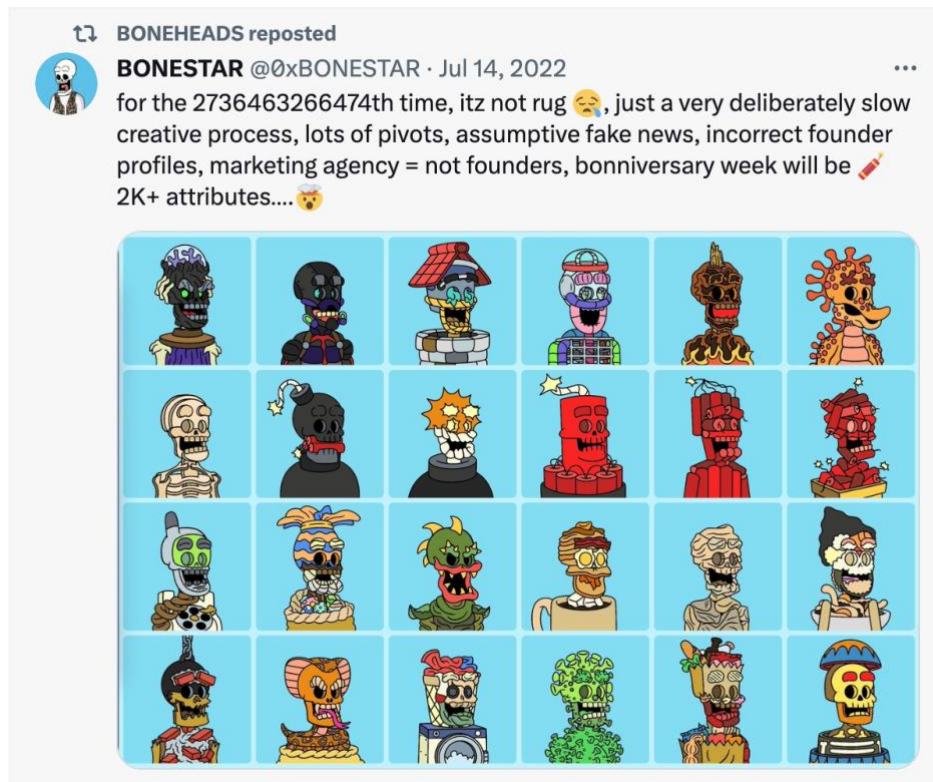 BONEHEADS reposted
BONESTAR @0xBONESTAR · Jul 14, 2022
for the 2736463266474th time, itz not rug 😪, just a very deliberately slow
creative process, lots of pivots, assumptive fake news, incorrect founder
profiles, marketing agency = not founders, bonniversary week will be 🧨
2K+ attributes....🤯